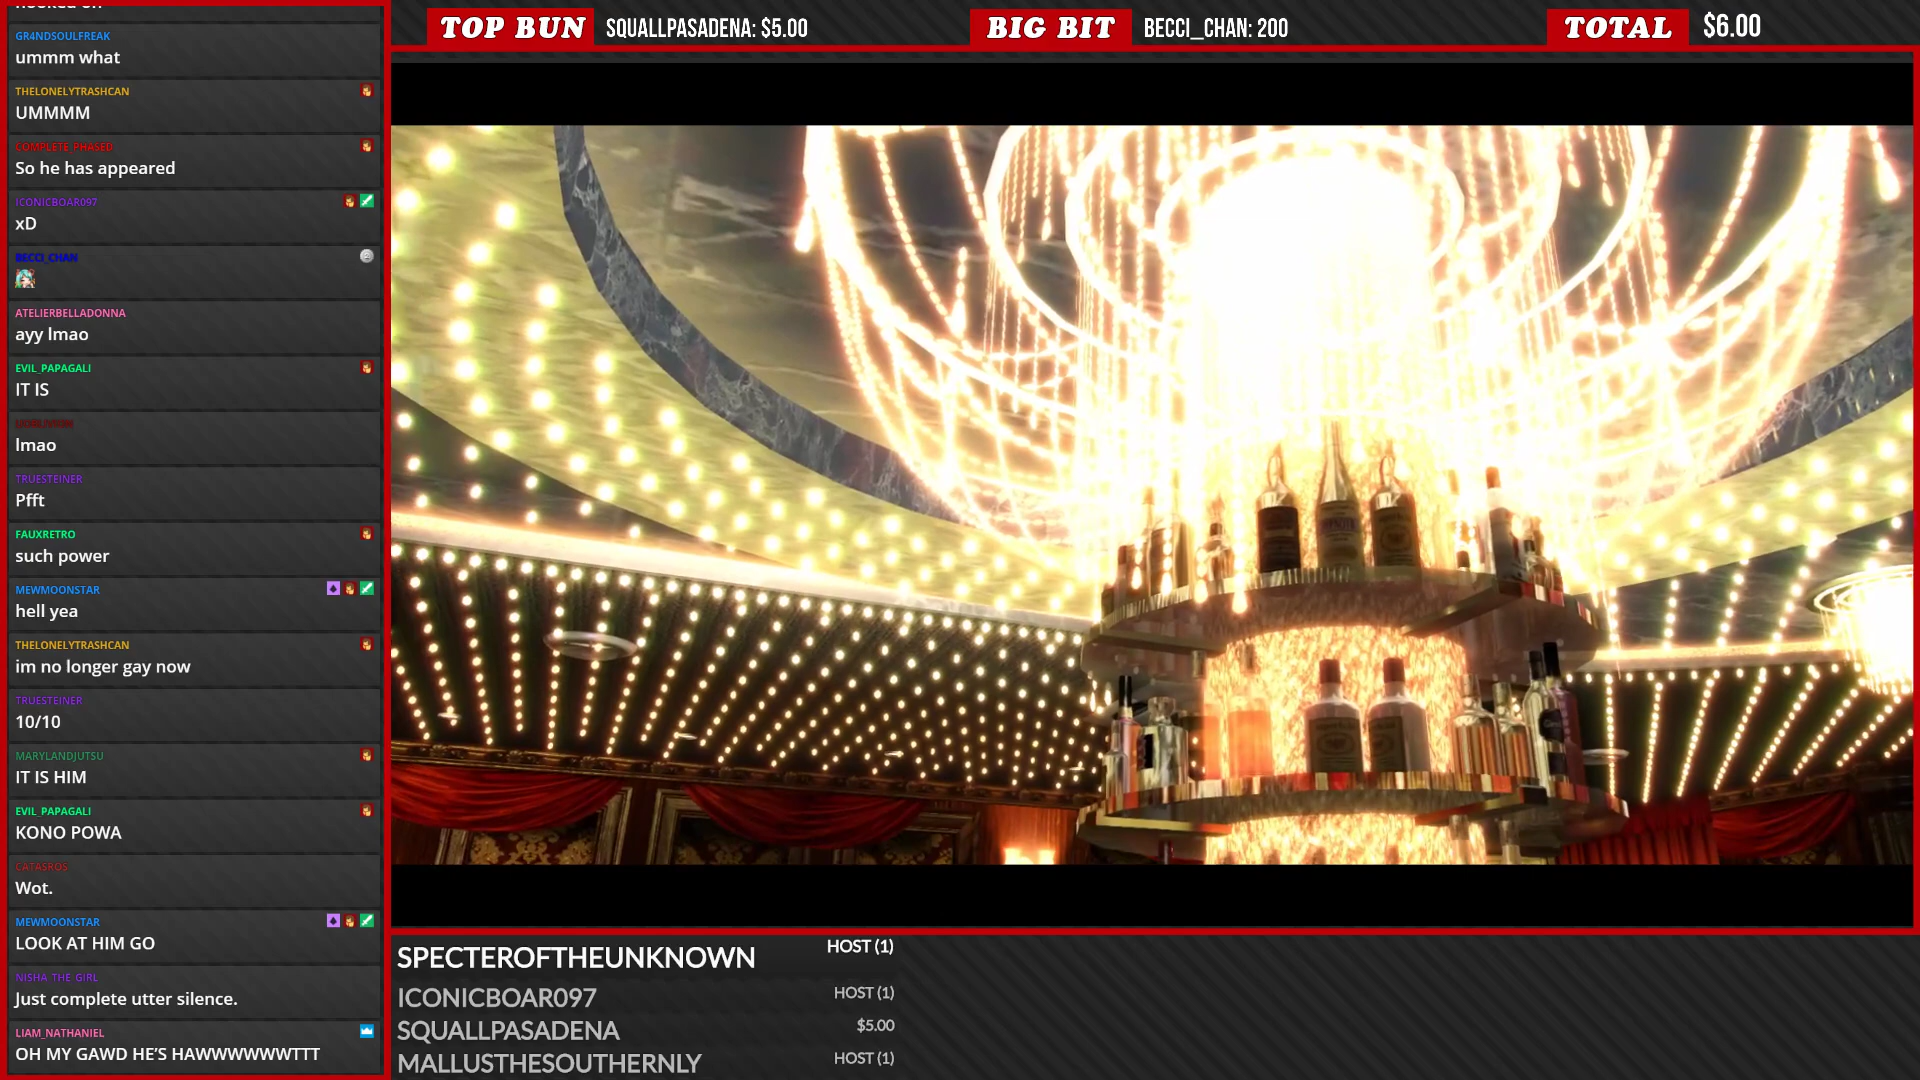 TOP BUN SQUALLPASADENA: $5.00 BIG BIT BECCI_CHAN: 200 TOTAL $6.00
GR4NDSOULFREAK
ummm what
THELONELYTRASHCAN
UMMMM
COMPLETE_PHASED
So he has appeared
ICONICBOAR097
xD
BECCI_CHAN
ATELIERBELLADONNA
ayy lmao
EVIL_PAPAGALI
IT IS
lmao
TRUESTEINER
Pfft
FAUXRETRO
such power
MEWMOONSTAR
hell yea
THELONELYTRASHCAN
im no longer gay now
TRUESTEINER
10/10
MARYLANDJUTSU
IT IS HIM
EVIL_PAPAGALI
KONO POWA
CATASROS
Wot.
MEWMOONSTAR
LOOK AT HIM GO
NISHA_THE_GIRL
Just complete utter silence.
LIAM_NATHANIEL
OH MY GAWD HE'S HAWWWWWWTTT
SPECTEROFTHEUNKNOWN HOST (1)
ICONICBOAR097 HOST (1)
SQUALLPASADENA $5.00
MALLUSTHESOUTHERNLY HOST (1)